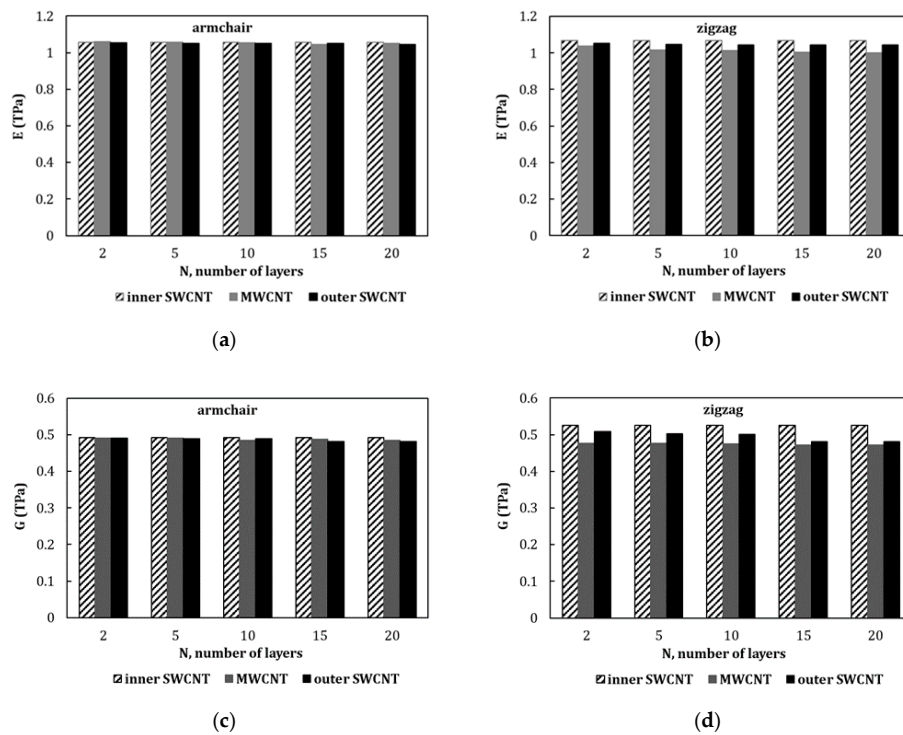 armchair
1.2
1
0.8
0.6
0.4
0.2
0
E (TPa)
2 5 10 15 20
N, number of layers
inner SWCNT MWCNT outer SWCNT
(a)
zigzag
1.2
1
0.8
0.6
0.4
0.2
0
E (TPa)
2 5 10 15 20
N, number of layers
inner SWCNT MWCNT outer SWCNT
(b)
armchair
0.6
0.5
0.4
0.3
0.2
0.1
0
G (TPa)
2 5 10 15 20
N, number of layers
inner SWCNT MWCNT outer SWCNT
(c)
zigzag
0.6
0.5
0.4
0.3
0.2
0.1
0
G (TPa)
2 5 10 15 20
N, number of layers
inner SWCNT MWCNT outer SWCNT
(d)